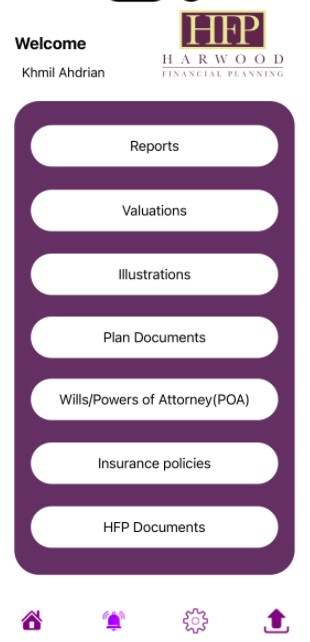 Welcome
Khmil Ahdrian
HFP
HARWOOD
FINANCIAL PLANNING
Reports
Valuations
Illustrations
Plan Documents
Wills/Powers of Attorney(POA)
Insurance policies
HFP Documents